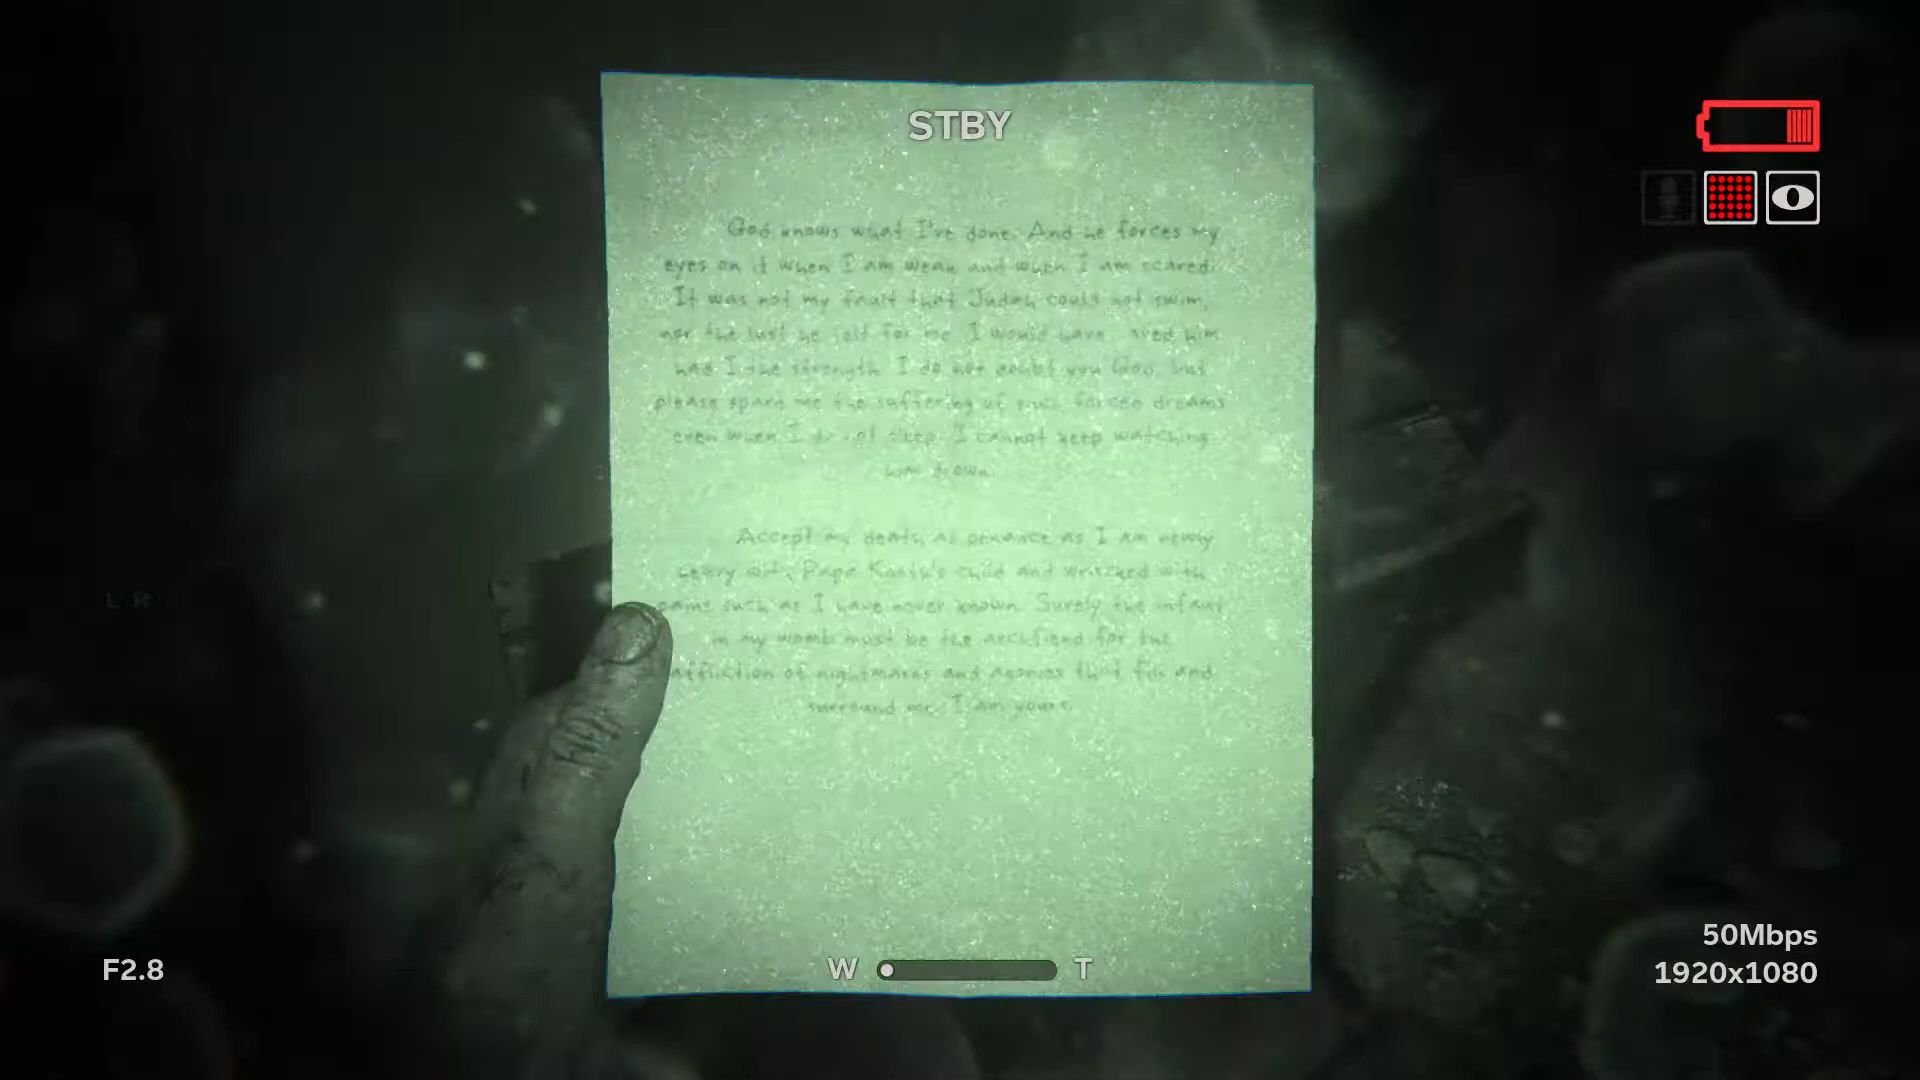 STBY
God knows what I've done. And he forces my
eyes on it when I am weak and when I am scared.
It was not my fault that Judah could not swim,
nor the lust he felt for me. I would have saved him
had I the strength. I do not doubt you God, but
please spare me the suffering of your forced dreams
even when I do not sleep. I cannot keep watching
him drown.
Accept my death as penance as I am newly
heavy with Papa Knoth's child and wracked with
pains such as I have never known. Surely the infant
in my womb must be the archfiend for the
affliction of nightmares and agonies that fill and
surround me. I am yours.
L R
F2.8
W T
50Mbps
1920x1080